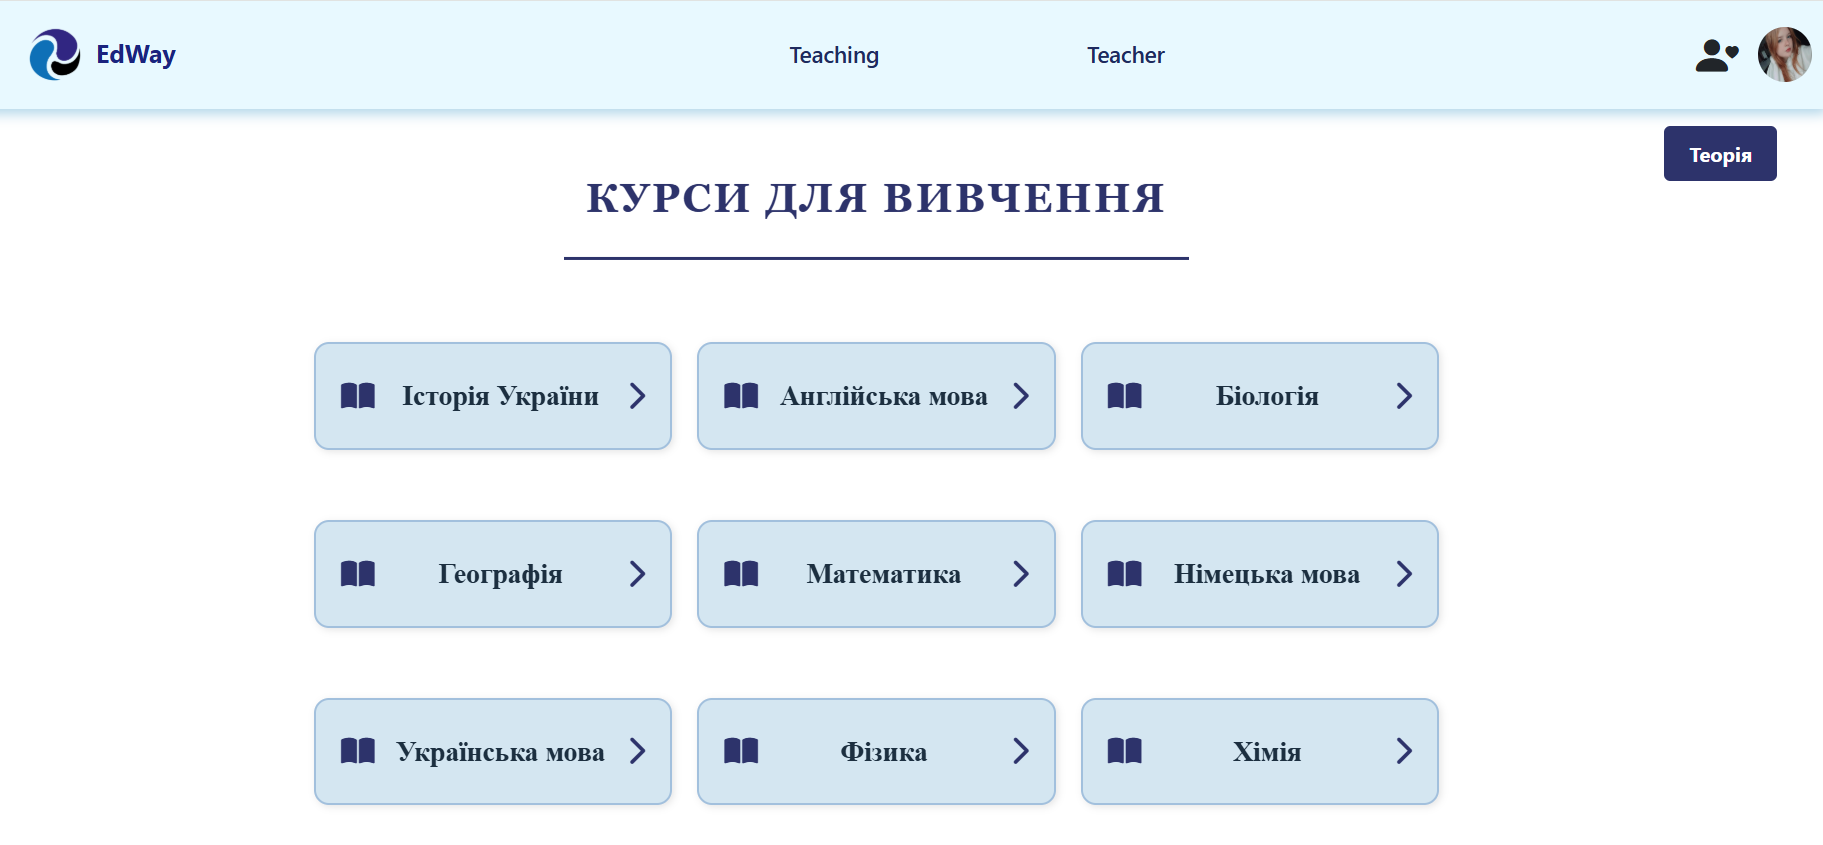 EdWay
Teaching
Teacher
Теорія
КУРСИ ДЛЯ ВИВЧЕННЯ
Історія України
Англійська мова
Біологія
Географія
Математика
Німецька мова
Українська мова
Фізика
Хімія